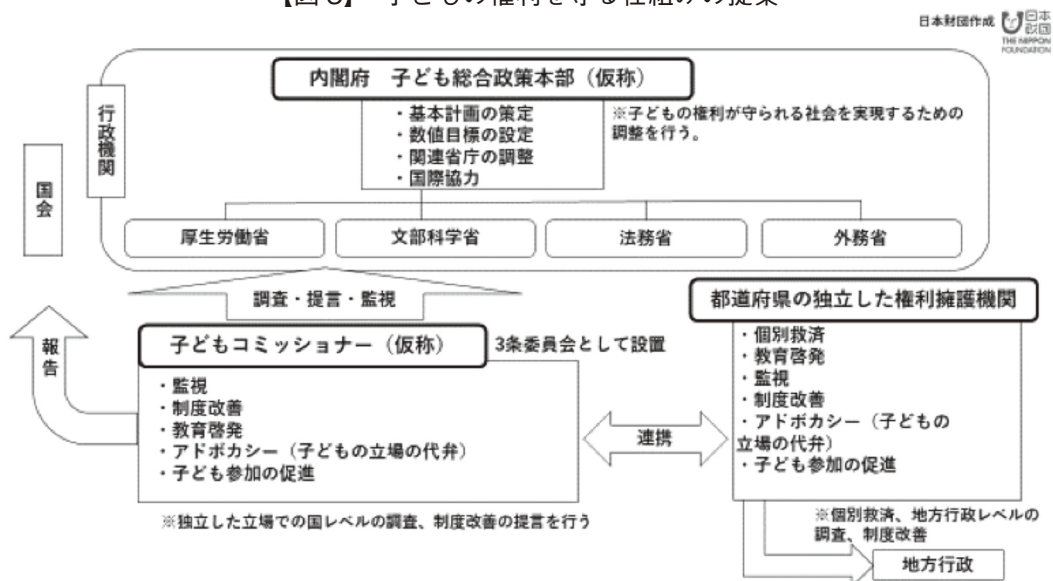 日本財団作成
日本
財団
THE NIPPON
FOUNDATION
内閣府 子ども総合政策本部（仮称）
・基本計画の策定
・数値目標の設定
・関連省庁の調整
・国際協力
※子どもの権利が守られる社会を実現するための
調整を行う。
行政機関
国会
厚生労働省
文部科学省
法務省
外務省
調査・提言・監視
報告
子どもコミッショナー（仮称）
3条委員会として設置
・監視
・制度改善
・教育啓発
・アドボカシー（子どもの立場の代弁）
・子ども参加の促進
※独立した立場での国レベルの調査、制度改善の提言を行う
連携
都道府県の独立した権利擁護機関
・個別救済
・教育啓発
・監視
・制度改善
・アドボカシー（子どもの
立場の代弁）
・子ども参加の促進
※個別救済、地方行政レベルの
調査、制度改善
地方行政